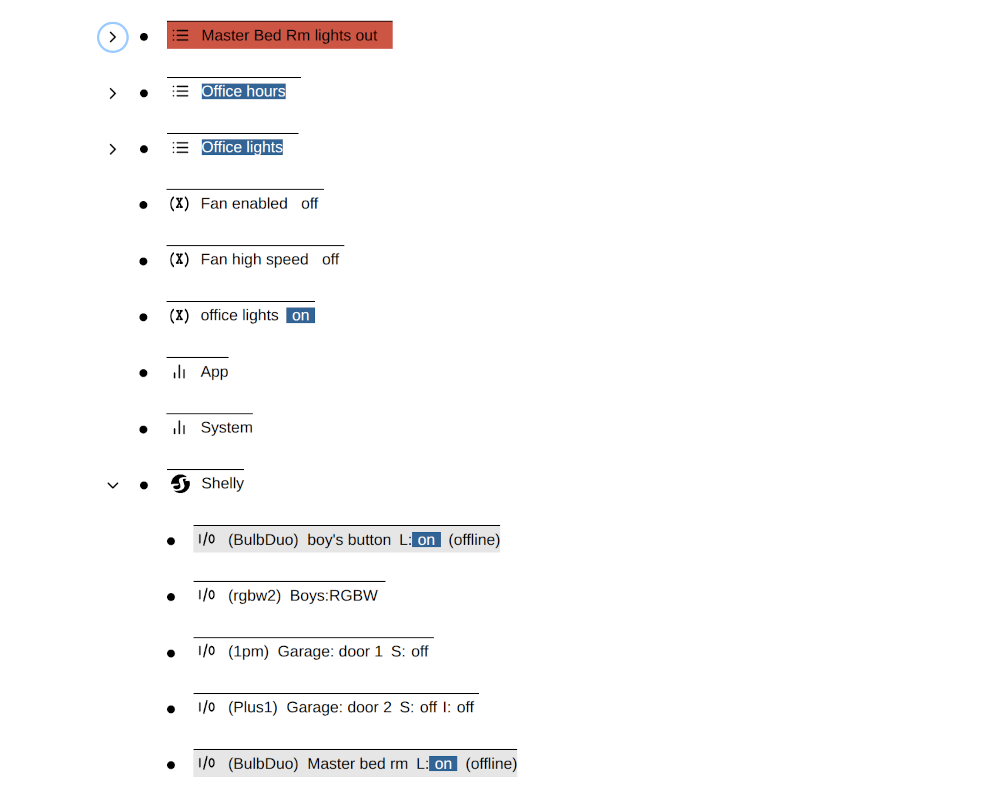 Master Bed Rm lights out
Office hours
Office lights
(X) Fan enabled off
(X) Fan high speed off
(X) office lights on
App
System
Shelly
I/O (BulbDuo) boy's button L: on (offline)
I/O (rgbw2) Boys:RGBW
I/O (1pm) Garage: door 1 S: off
I/O (Plus1) Garage: door 2 S: off I: off
I/O (BulbDuo) Master bed rm L: on (offline)